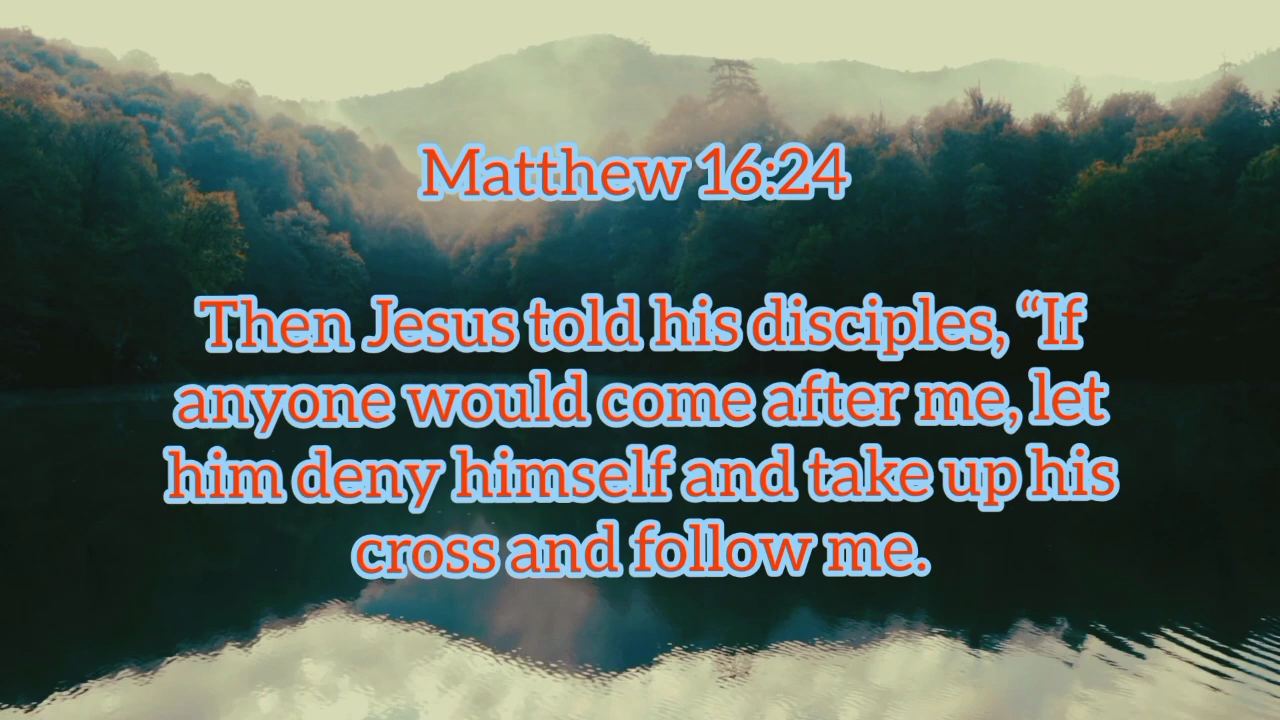 Matthew 16:24
Then Jesus told his disciples, “If
anyone would come after me, let
him deny himself and take up his
cross and follow me.